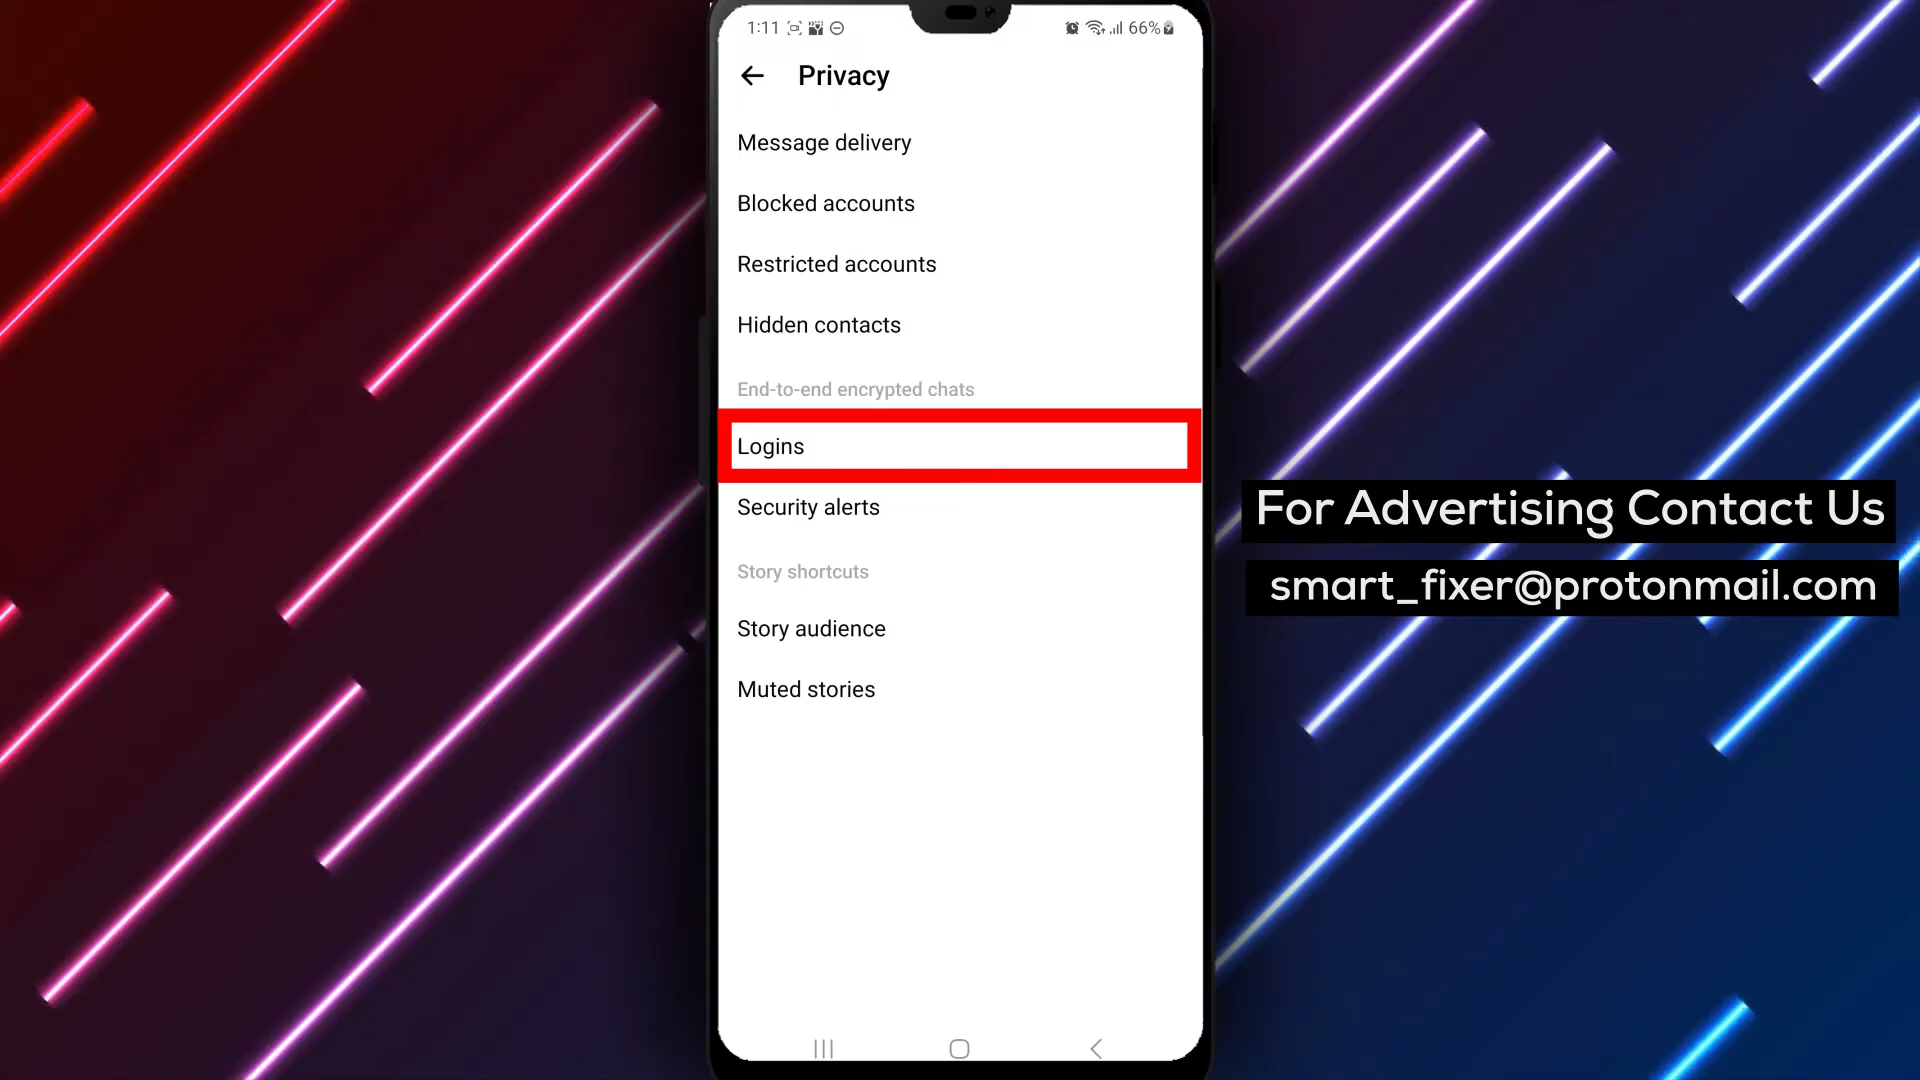 1:11 66%
Privacy
Message delivery
Blocked accounts
Restricted accounts
Hidden contacts
End-to-end encrypted chats
Logins
Security alerts
Story shortcuts
Story audience
Muted stories
For Advertising Contact Us
smart_fixer@protonmail.com